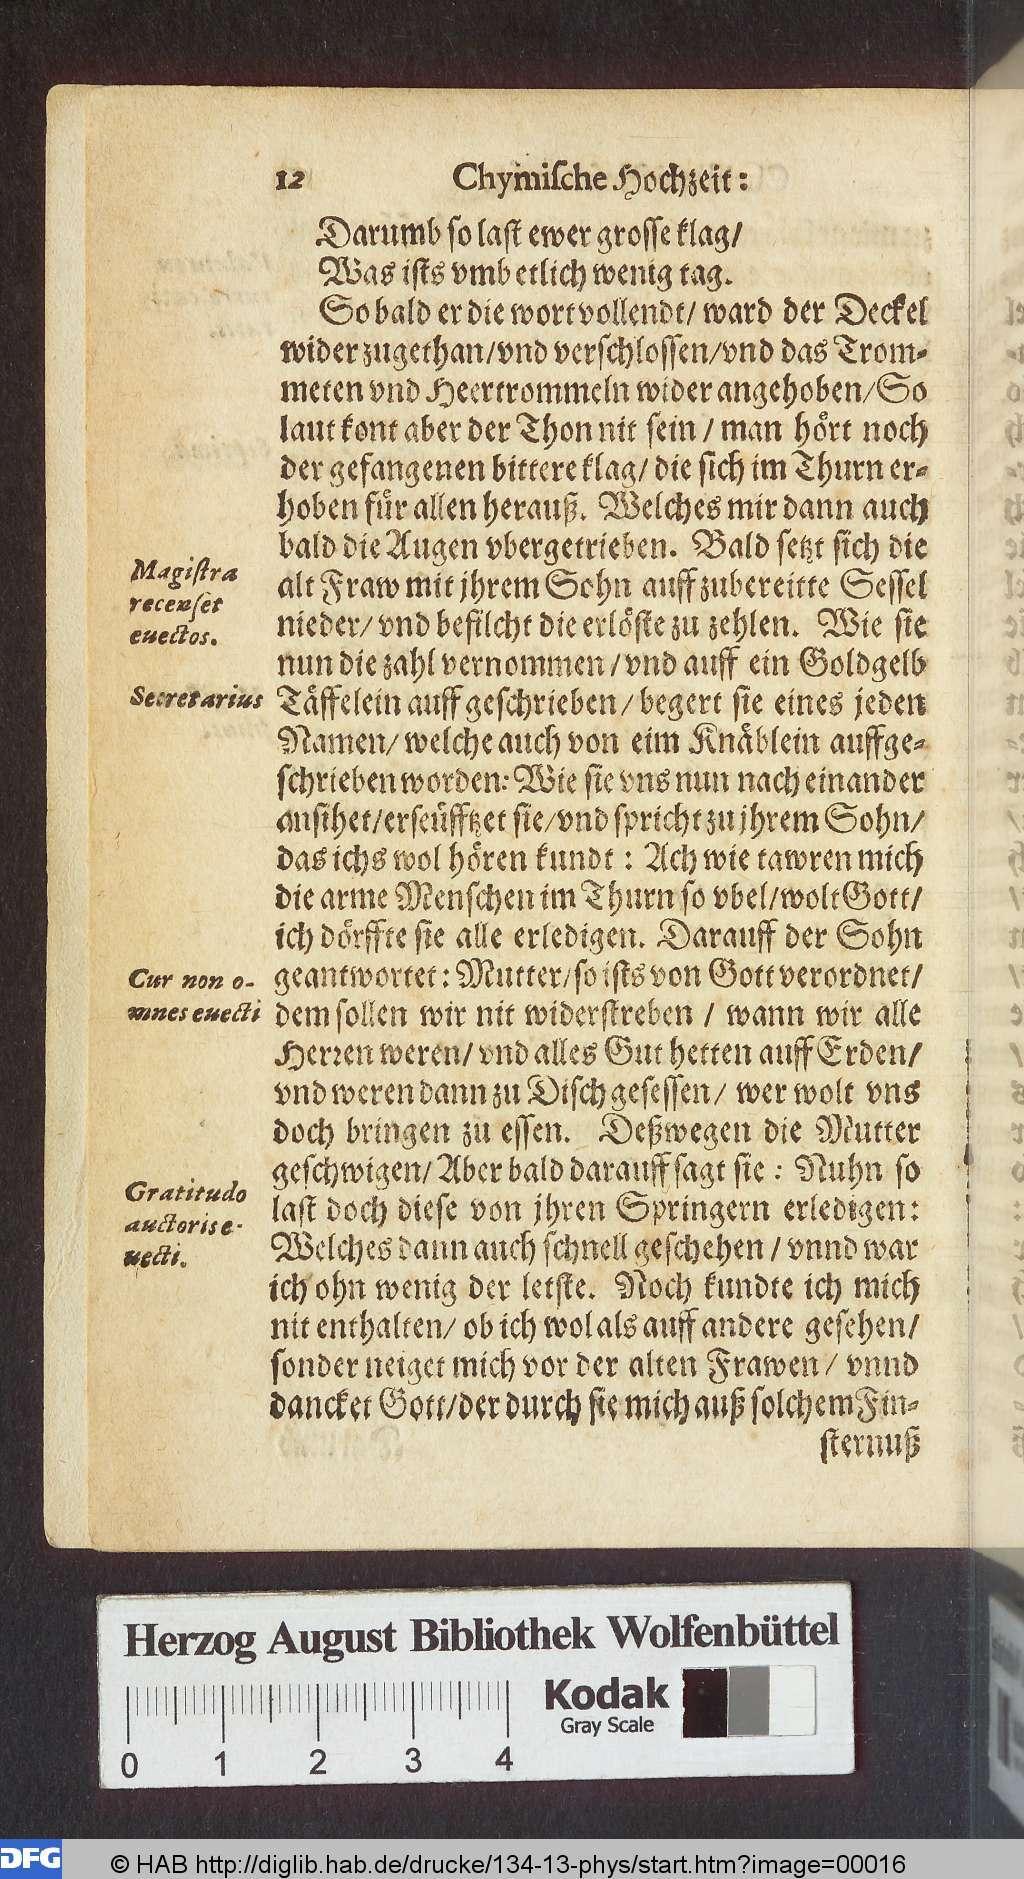 12 Chymische Hochzeit:
Darumb so last ewer grosse klag/
Was ists vmb etlich wenig tag.
So bald er die wort vollendt/ ward der Deckel
wider zugethan/vnd verschlossen/vnd das Trom-
meten vnd Heertrommeln wider angehoben/So
laut kont aber der Thon nit sein / man hört noch
der gefangenen bittere klag/ die sich im Thurn er-
hoben für allen herauß. Welches mir dann auch
bald die Augen vbergetrieben. Bald setzt sich die
Magistra
recenset
euectos.
alt Fraw mit jhrem Sohn auff zubereitte Sessel
nieder/ vnd befilcht die erlöste zu zehlen. Wie sie
nun die zahl vernommen/vnd auff ein Goldgelb
Secretarius
Täffelein auff geschrieben/ begert sie eines jeden
Namen/ welche auch von eim Knäblein auffge-
schrieben worden: Wie sie vns nun nach einander
ansihet/erseüfftzet sie/vnd spricht zu jhrem Sohn/
das ichs wol hören kundt : Ach wie tawren mich
die arme Menschen im Thurn so vbel/wolt Gott/
ich dörffte sie alle erledigen. Darauff der Sohn
Cur non o-
mnes euecti
geantwortet: Mutter/so ists von Gott verordnet/
dem sollen wir nit widerstreben / wann wir alle
Herren weren/ vnd alles Gut hetten auff Erden/
vnd weren dann zu Disch gesessen/ wer wolt vns
doch bringen zu essen. Deßwegen die Mutter
geschwigen/ Aber bald darauff sagt sie : Nuhn so
Gratitudo
auctoris e-
uecti.
last doch diese von jhren Springern erledigen:
Welches dann auch schnell geschehen / vnnd war
ich ohn wenig der letste. Noch kundte ich mich
nit enthalten/ ob ich wol als auff andere gesehen/
sonder neiget mich vor der alten Frawen / vnnd
dancket Gott/der durch sie mich auß solchem Fin-
sternuß
Herzog August Bibliothek Wolfenbüttel
Kodak
Gray Scale
0 1 2 3 4
DFG © HAB http://diglib.hab.de/drucke/134-13-phys/start.htm?image=00016